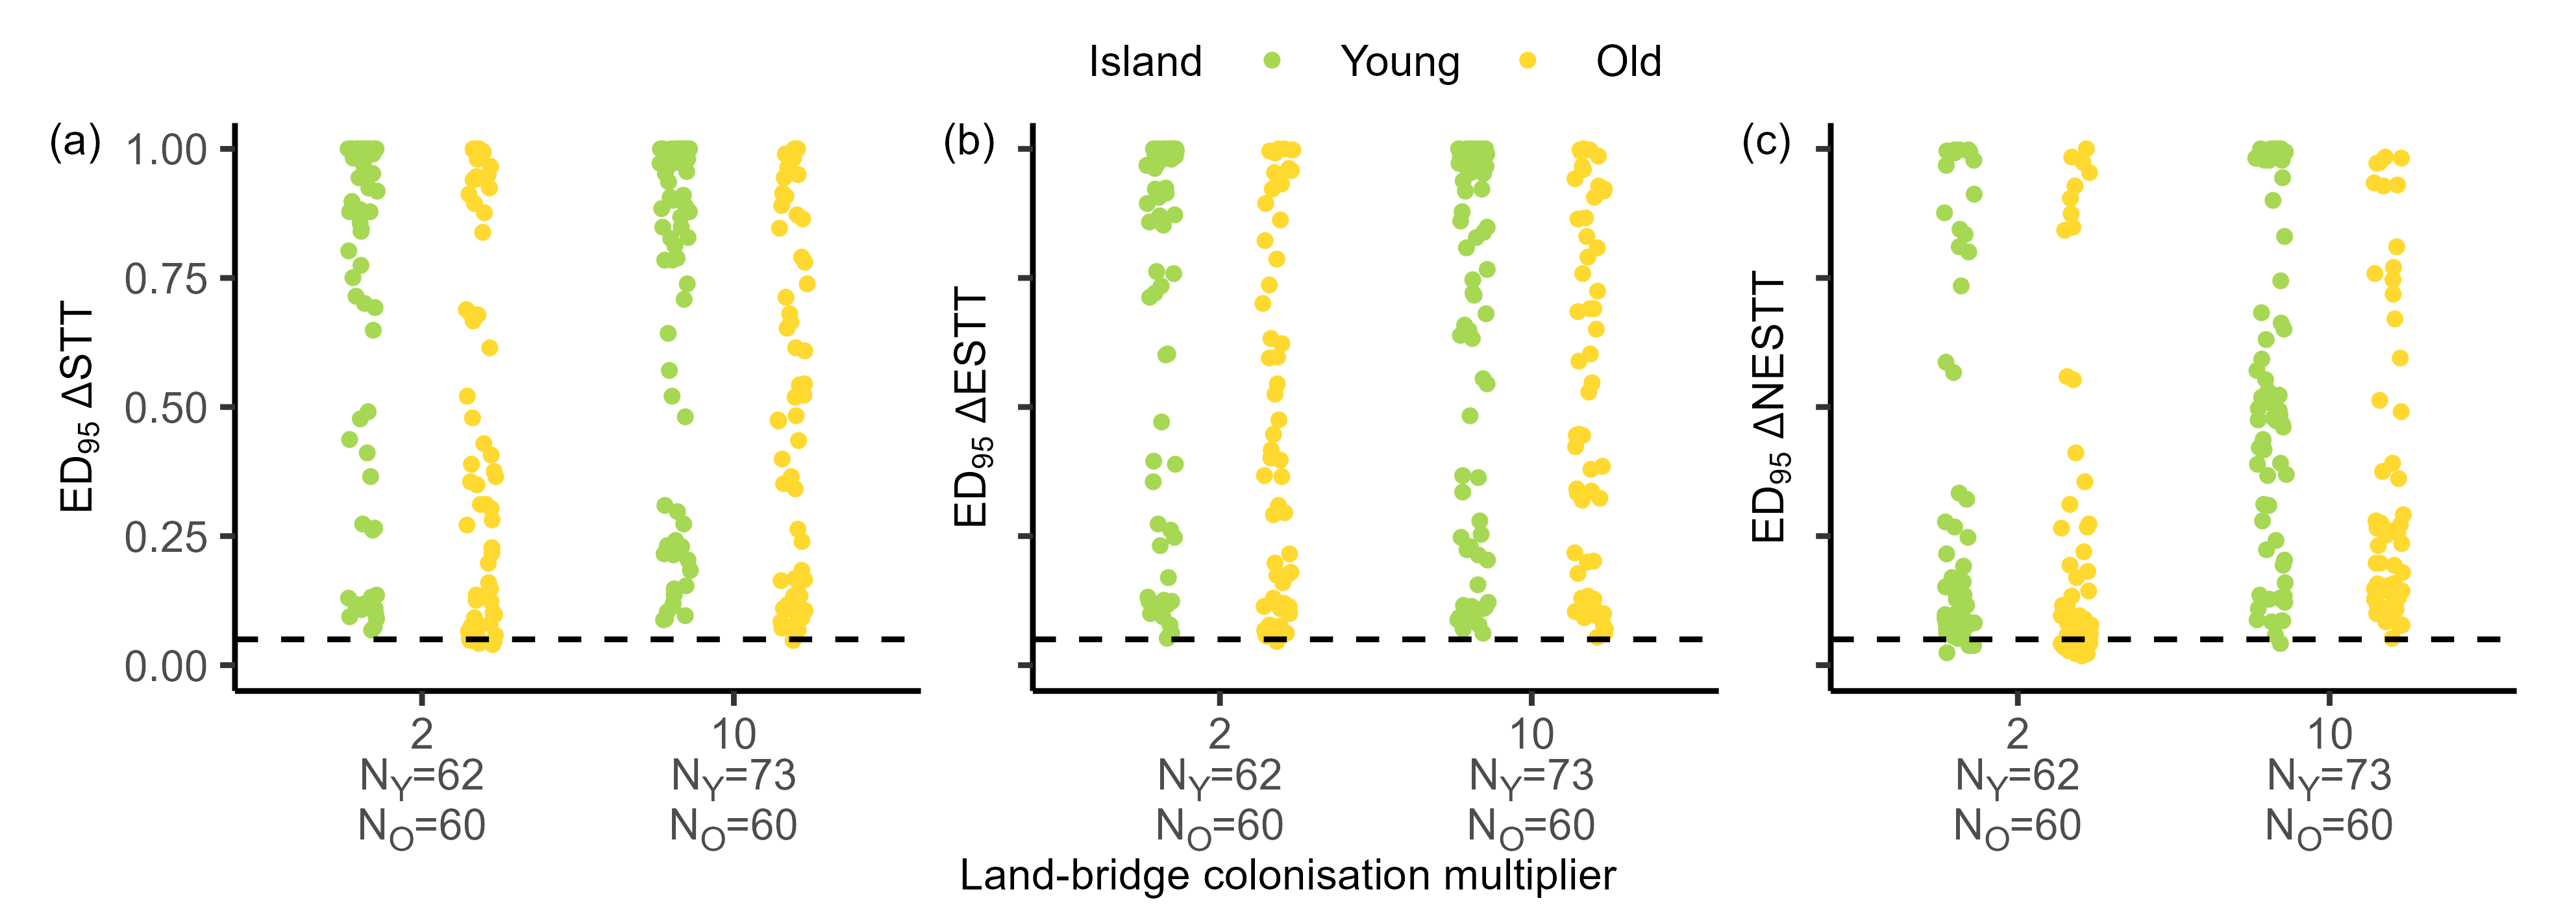 Island Young Old
(a)
1.00
0.75
0.50
0.25
0.00
ED95 ΔSTT
2
NY=62
NO=60
10
NY=73
NO=60
(b)
ED95 ΔESTT
2
NY=62
NO=60
10
NY=73
NO=60
(c)
ED95 ΔNESTT
2
NY=62
NO=60
10
NY=73
NO=60
Land-bridge colonisation multiplier